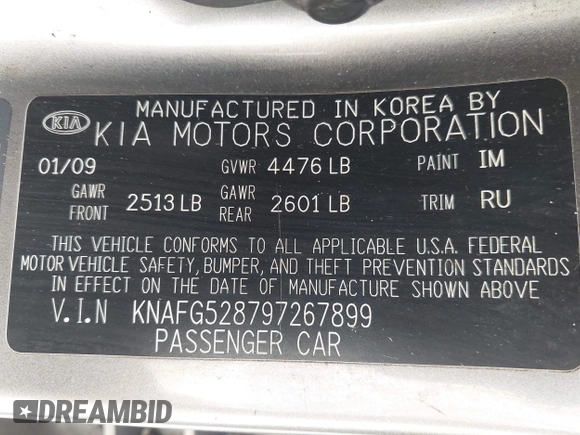 MANUFACTURED IN KOREA BY
KIA KIA MOTORS CORPORATION
01/09 GVWR 4476 LB PAINT IM
GAWR FRONT 2513 LB GAWR REAR 2601 LB TRIM RU
THIS VEHICLE CONFORMS TO ALL APPLICABLE U.S.A. FEDERAL
MOTOR VEHICLE SAFETY, BUMPER, AND THEFT PREVENTION STANDARDS
IN EFFECT ON THE DATE OF MANUFACTURE SHOWN ABOVE
V.I.N KNAFG528797267899
PASSENGER CAR
DREAMBID